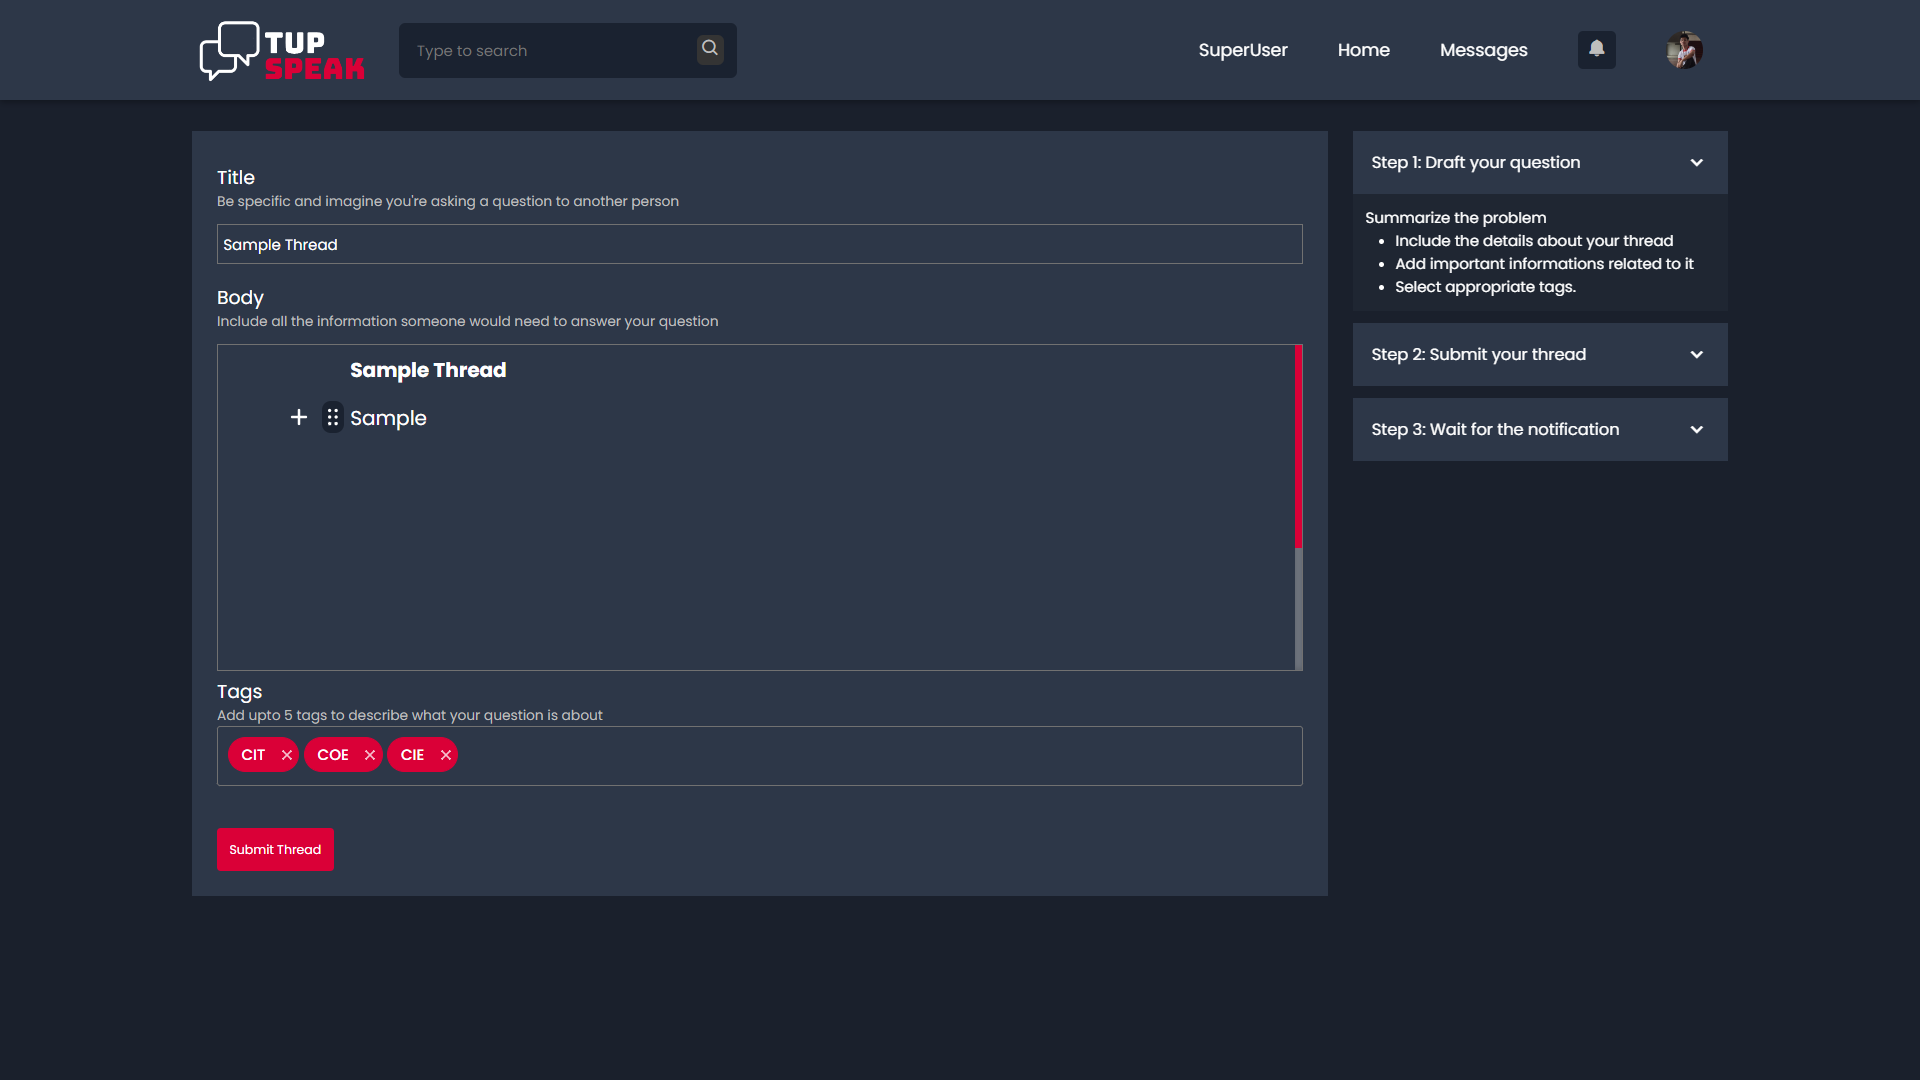 TUP
SPEAK
Type to search
SuperUser
Home
Messages
Title
Be specific and imagine you're asking a question to another person
Sample Thread
Body
Include all the information someone would need to answer your question
Sample Thread
Sample
Tags
Add upto 5 tags to describe what your question is about
CIT
COE
CIE
Submit Thread
Step 1: Draft your question
Summarize the problem
Include the details about your thread
Add important informations related to it
Select appropriate tags.
Step 2: Submit your thread
Step 3: Wait for the notification